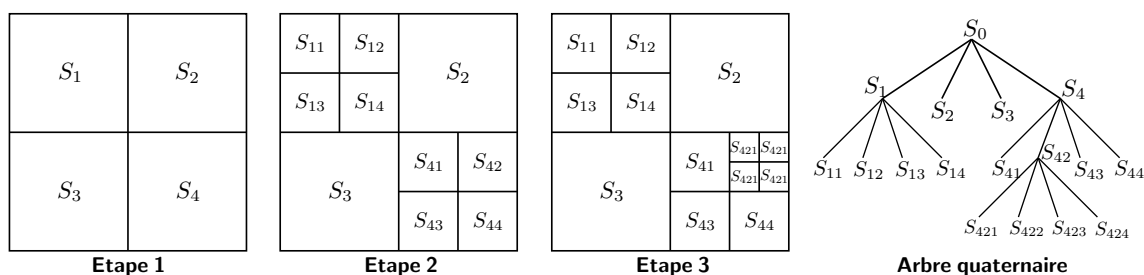 S1 S2
S3 S4
Etape 1
S11 S12
S13 S14
S2
S3
S41 S42
S43 S44
Etape 2
S11 S12
S13 S14
S2
S3
S41
S421 S421
S421 S421
S43 S44
Etape 3
S0
S1 S2 S3 S4
S11 S12 S13 S14 S41 S42 S43 S44
S421 S422 S423 S424
Arbre quaternaire